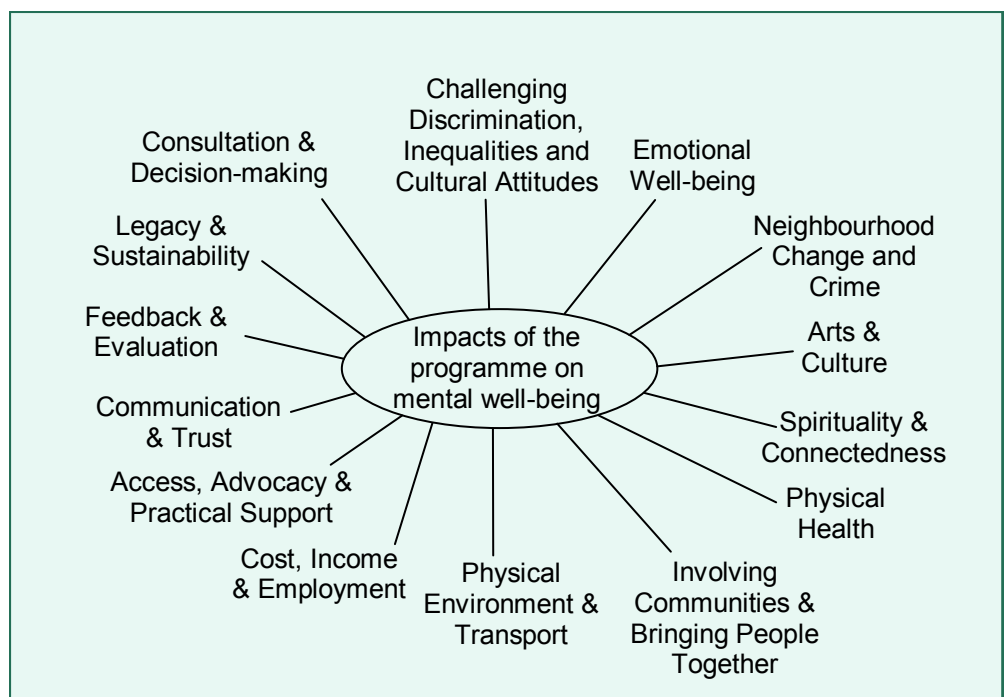 Challenging
Discrimination,
Inequalities and
Cultural Attitudes
Emotional
Well-being
Neighbourhood
Change and
Crime
Arts &
Culture
Spirituality &
Connectedness
Physical
Health
Involving
Communities &
Bringing People
Together
Physical
Environment &
Transport
Cost, Income
& Employment
Access, Advocacy &
Practical Support
Communication
& Trust
Feedback &
Evaluation
Legacy &
Sustainability
Consultation &
Decision-making
Impacts of the
programme on
mental well-being